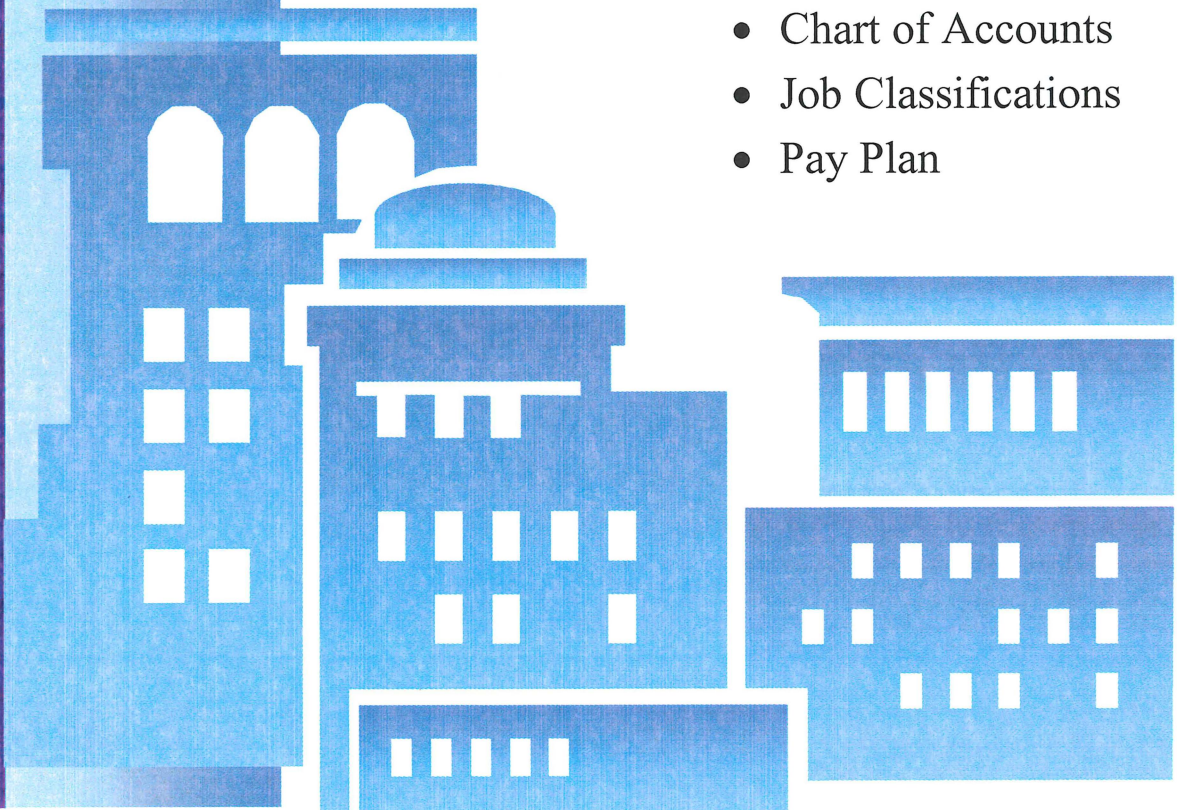 • Chart of Accounts
• Job Classifications
• Pay Plan